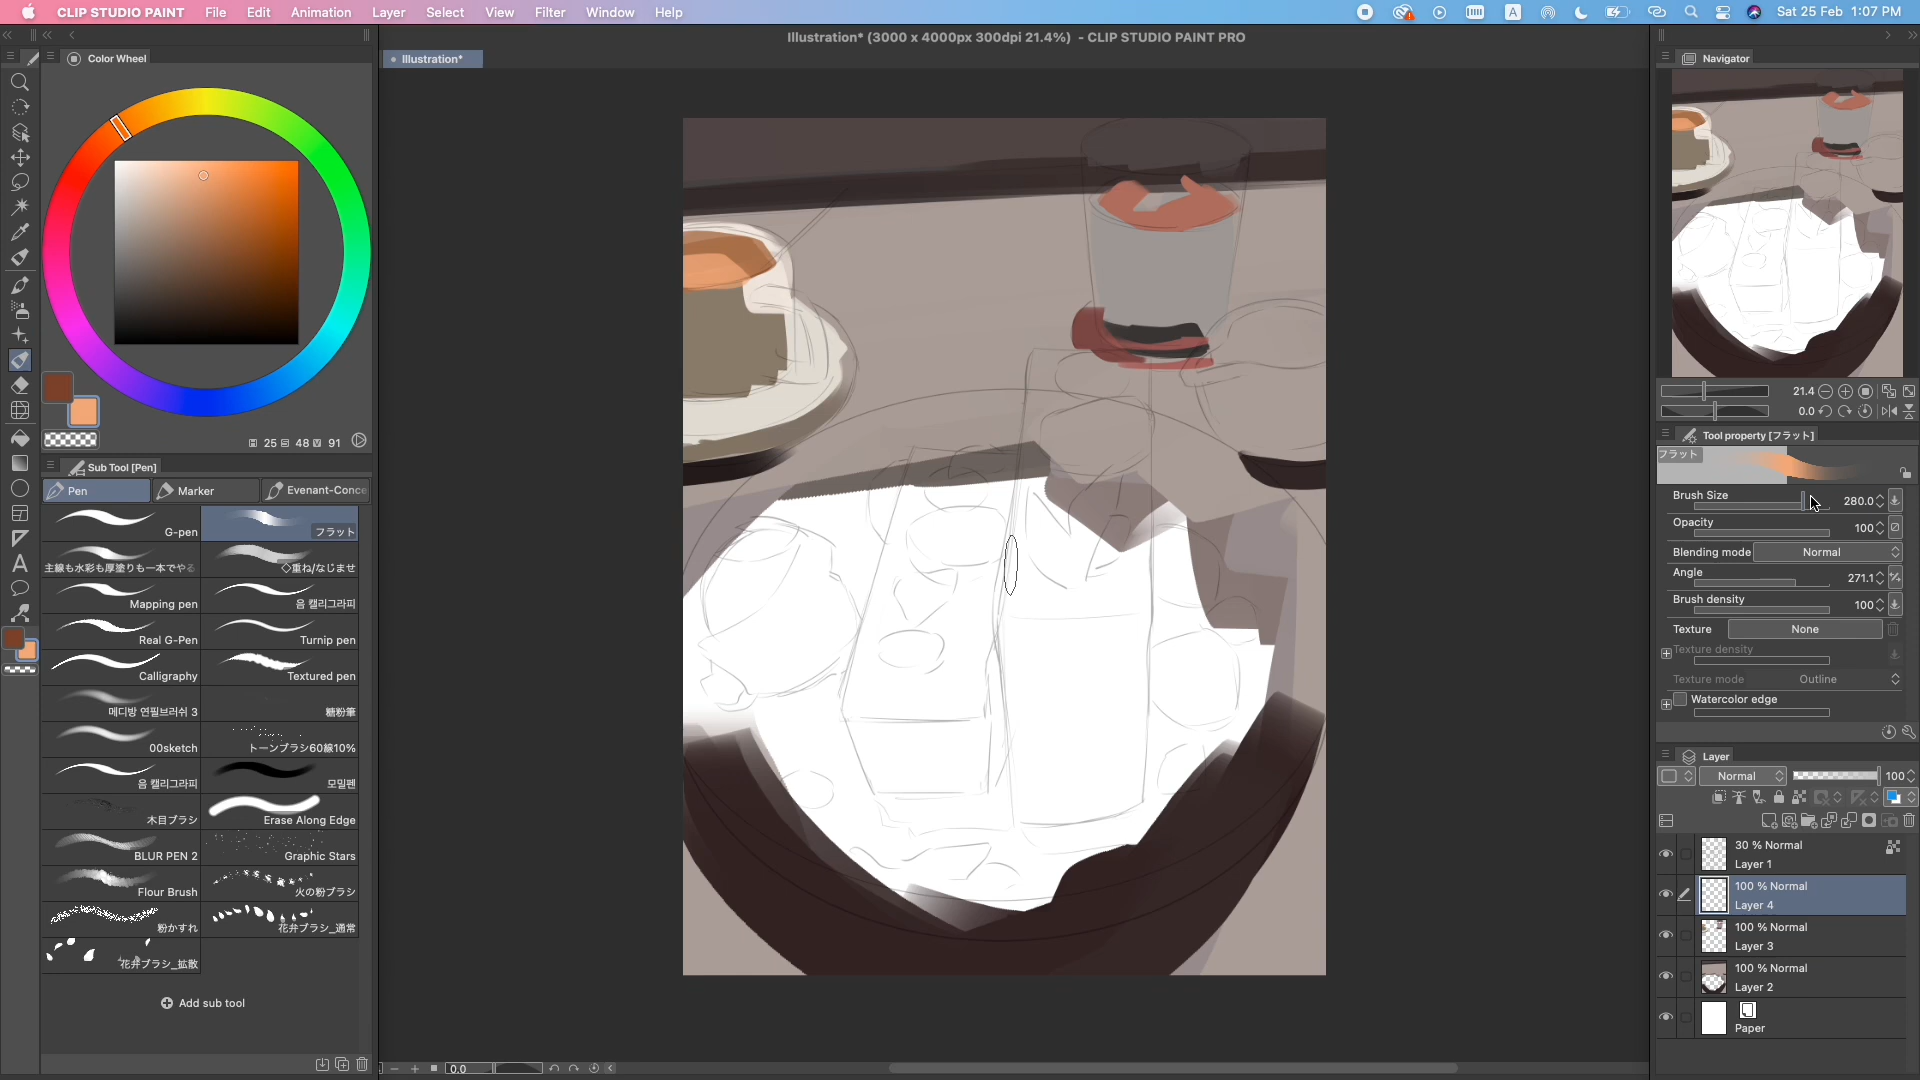 CLIP STUDIO PAINT File Edit Animation Layer Select View Filter Window Help
A Sat 25 Feb 1:07 PM
Illustration* (3000 x 4000px 300dpi 21.4%) - CLIP STUDIO PAINT PRO
Illustration*
Color Wheel
25 48 91
Sub Tool [Pen]
Pen Marker Evenant-Conce
G-pen フラット
主線も水彩も厚塗りも一本でやる ◇重ね/なじませ
Mapping pen 음 캘리그라피
Real G-Pen Turnip pen
Calligraphy Textured pen
메디방 연필브러쉬 3 糖粉筆
00sketch トーンブラシ60線10%
음 캘리그라피 모밀펜
木目ブラシ Erase Along Edge
BLUR PEN 2 Graphic Stars
Flour Brush 火の粉ブラシ
粉かすれ 花弁ブラシ_通常
花弁ブラシ_拡散
Add sub tool
0.0
Navigator
21.4
0.0
Tool property [フラット]
フラット
Brush Size 280.0
Opacity 100
Blending mode Normal
Angle 271.1
Brush density 100
Texture None
Texture density
Texture mode Outline
Watercolor edge
Layer
Normal 100
30 % Normal
Layer 1
100 % Normal
Layer 4
100 % Normal
Layer 3
100 % Normal
Layer 2
Paper